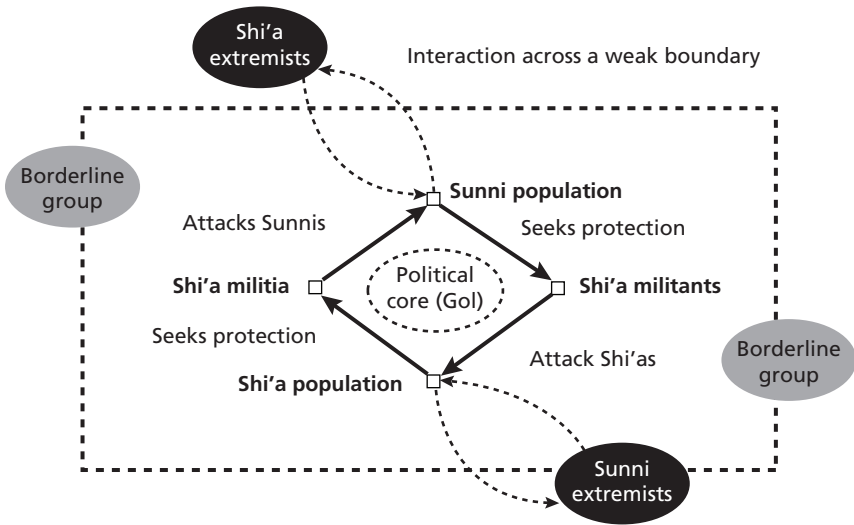 Shi'a
extremists
Interaction across a weak boundary
Borderline
group
Sunni population
Attacks Sunnis
Seeks protection
Political
core (GoI)
Shi'a militia
Shi'a militants
Seeks protection
Attack Shi'as
Borderline
group
Shi'a population
Sunni
extremists